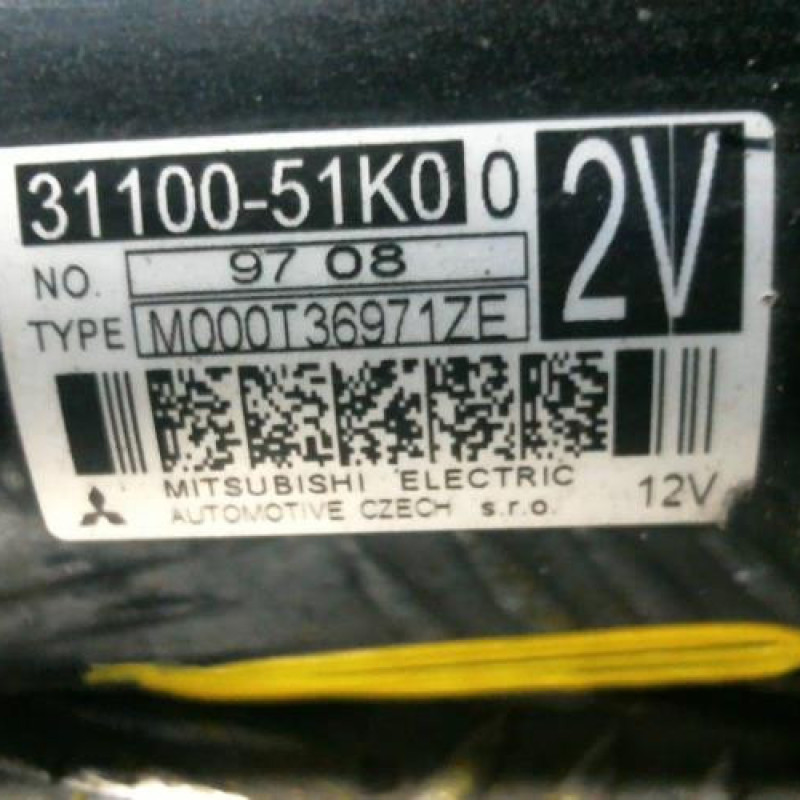 31100-51K0 0
2V
NO. 97 08
TYPE M000T36971ZE
MITSUBISHI ELECTRIC
AUTOMOTIVE CZECH s.r.o.
12V